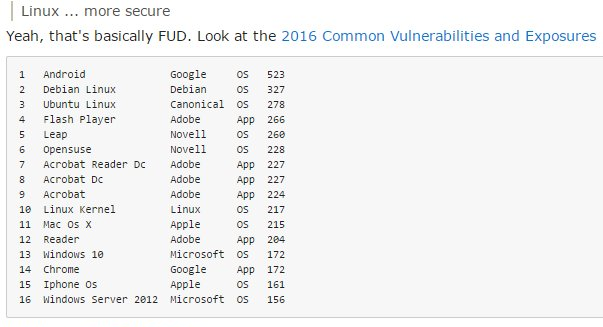 Linux ... more secure
Yeah, that's basically FUD. Look at the 2016 Common Vulnerabilities and Exposures
1 Android Google OS 523
2 Debian Linux Debian OS 327
3 Ubuntu Linux Canonical OS 278
4 Flash Player Adobe App 266
5 Leap Novell OS 260
6 Opensuse Novell OS 228
7 Acrobat Reader Dc Adobe App 227
8 Acrobat Dc Adobe App 227
9 Acrobat Adobe App 224
10 Linux Kernel Linux OS 217
11 Mac Os X Apple OS 215
12 Reader Adobe App 204
13 Windows 10 Microsoft OS 172
14 Chrome Google App 172
15 Iphone Os Apple OS 161
16 Windows Server 2012 Microsoft OS 156